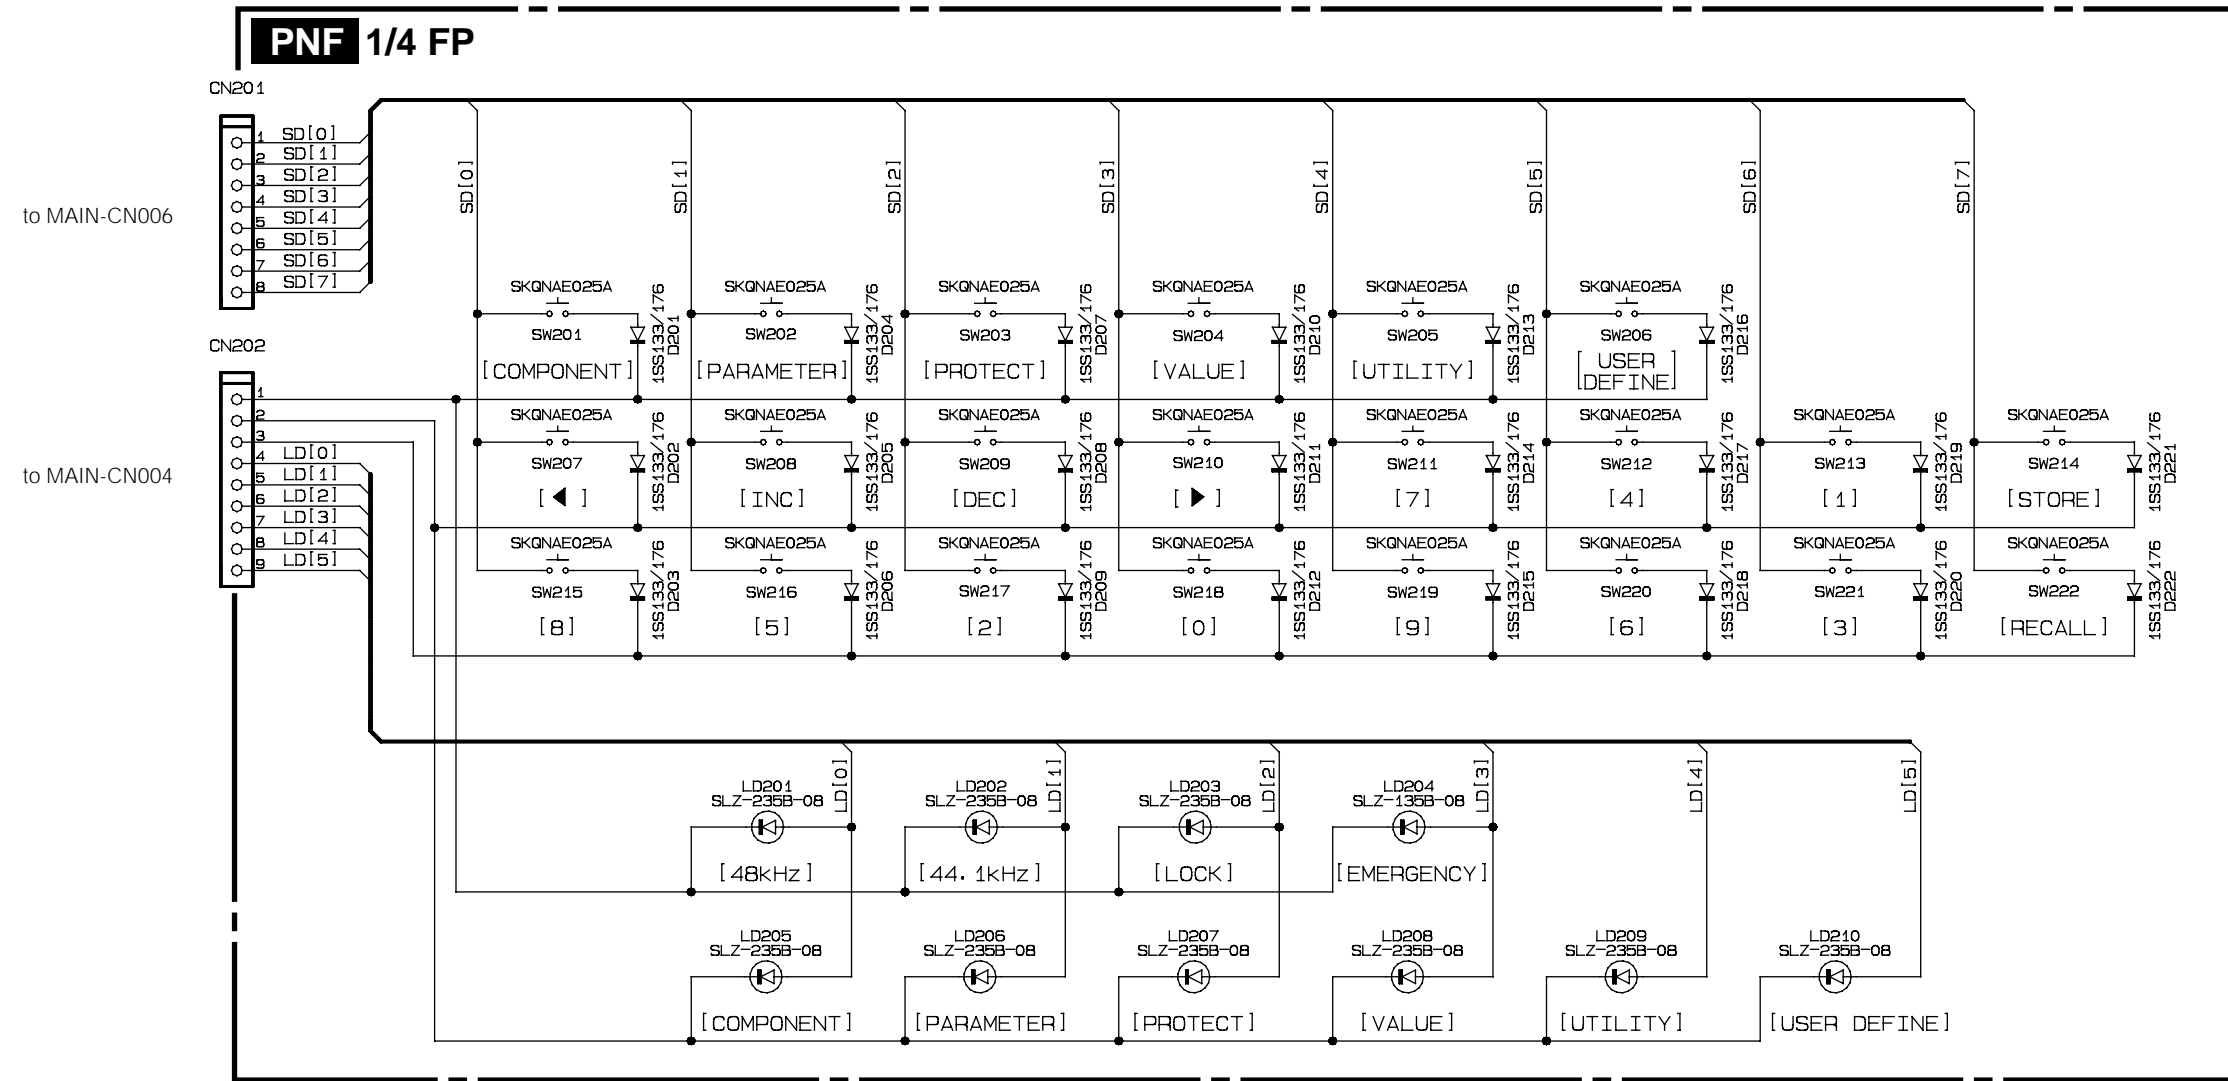 PNF 1/4 FP
CN201
1 SD[0]
2 SD[1]
3 SD[2]
4 SD[3]
5 SD[4]
6 SD[5]
7 SD[6]
8 SD[7]
to MAIN-CN006
SD[0]
SD[1]
SD[2]
SD[3]
SD[4]
SD[5]
SD[6]
SD[7]
SKQNAE025A
SW201
[COMPONENT]
1SS133/176
D201
SKQNAE025A
SW202
[PARAMETER]
1SS133/176
D204
SKQNAE025A
SW203
[PROTECT]
1SS133/176
D207
SKQNAE025A
SW204
[VALUE]
1SS133/176
D210
SKQNAE025A
SW205
[UTILITY]
1SS133/176
D213
SKQNAE025A
SW206
[USER
DEFINE]
1SS133/176
D216
CN202
1
2
3
4 LD[0]
5 LD[1]
6 LD[2]
7 LD[3]
8 LD[4]
9 LD[5]
to MAIN-CN004
SKQNAE025A
SW207
[◀]
1SS133/176
D202
SKQNAE025A
SW208
[INC]
1SS133/176
D205
SKQNAE025A
SW209
[DEC]
1SS133/176
D208
SKQNAE025A
SW210
[▶]
1SS133/176
D211
SKQNAE025A
SW211
[7]
1SS133/176
D214
SKQNAE025A
SW212
[4]
1SS133/176
D217
SKQNAE025A
SW213
[1]
1SS133/176
D219
SKQNAE025A
SW214
[STORE]
1SS133/176
D221
SKQNAE025A
SW215
[8]
1SS133/176
D203
SKQNAE025A
SW216
[5]
1SS133/176
D206
SKQNAE025A
SW217
[2]
1SS133/176
D209
SKQNAE025A
SW218
[0]
1SS133/176
D212
SKQNAE025A
SW219
[9]
1SS133/176
D215
SKQNAE025A
SW220
[6]
1SS133/176
D218
SKQNAE025A
SW221
[3]
1SS133/176
D220
SKQNAE025A
SW222
[RECALL]
1SS133/176
D222
LD201
SLZ-235B-08
[48kHz]
LD[0]
LD202
SLZ-235B-08
[44.1kHz]
LD[1]
LD203
SLZ-235B-08
[LOCK]
LD[2]
LD204
SLZ-135B-08
[EMERGENCY]
LD[3]
LD[4]
LD[5]
LD205
SLZ-235B-08
[COMPONENT]
LD206
SLZ-235B-08
[PARAMETER]
LD207
SLZ-235B-08
[PROTECT]
LD208
SLZ-235B-08
[VALUE]
LD209
SLZ-235B-08
[UTILITY]
LD210
SLZ-235B-08
[USER DEFINE]